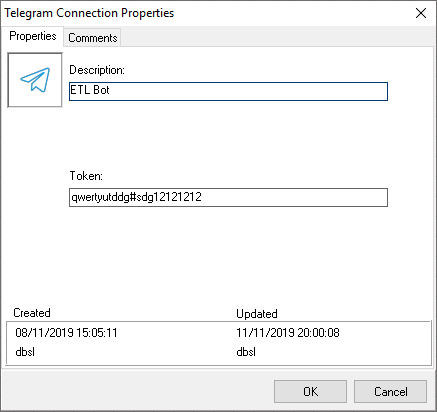 Telegram Connection Properties
Properties Comments
Description:
ETL Bot
Token:
qwertyutddg#sdg12121212
Created Updated
08/11/2019 15:05:11 11/11/2019 20:00:08
dbsl dbsl
OK Cancel